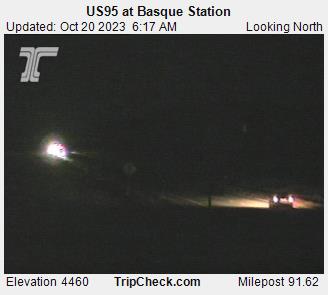 US95 at Basque Station
Updated: Oct 20 2023 6:17 AM Looking North
Elevation 4460 TripCheck.com Milepost 91.62